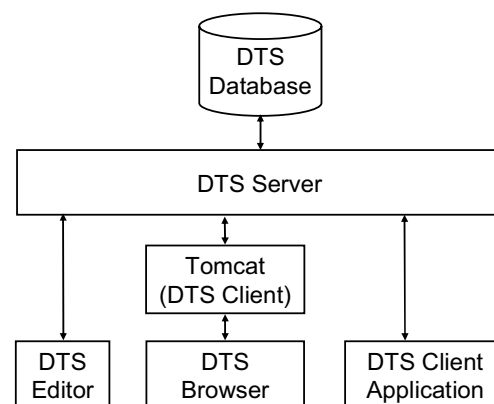 DTS
Database
DTS Server
Tomcat
(DTS Client)
DTS
Editor
DTS
Browser
DTS Client
Application